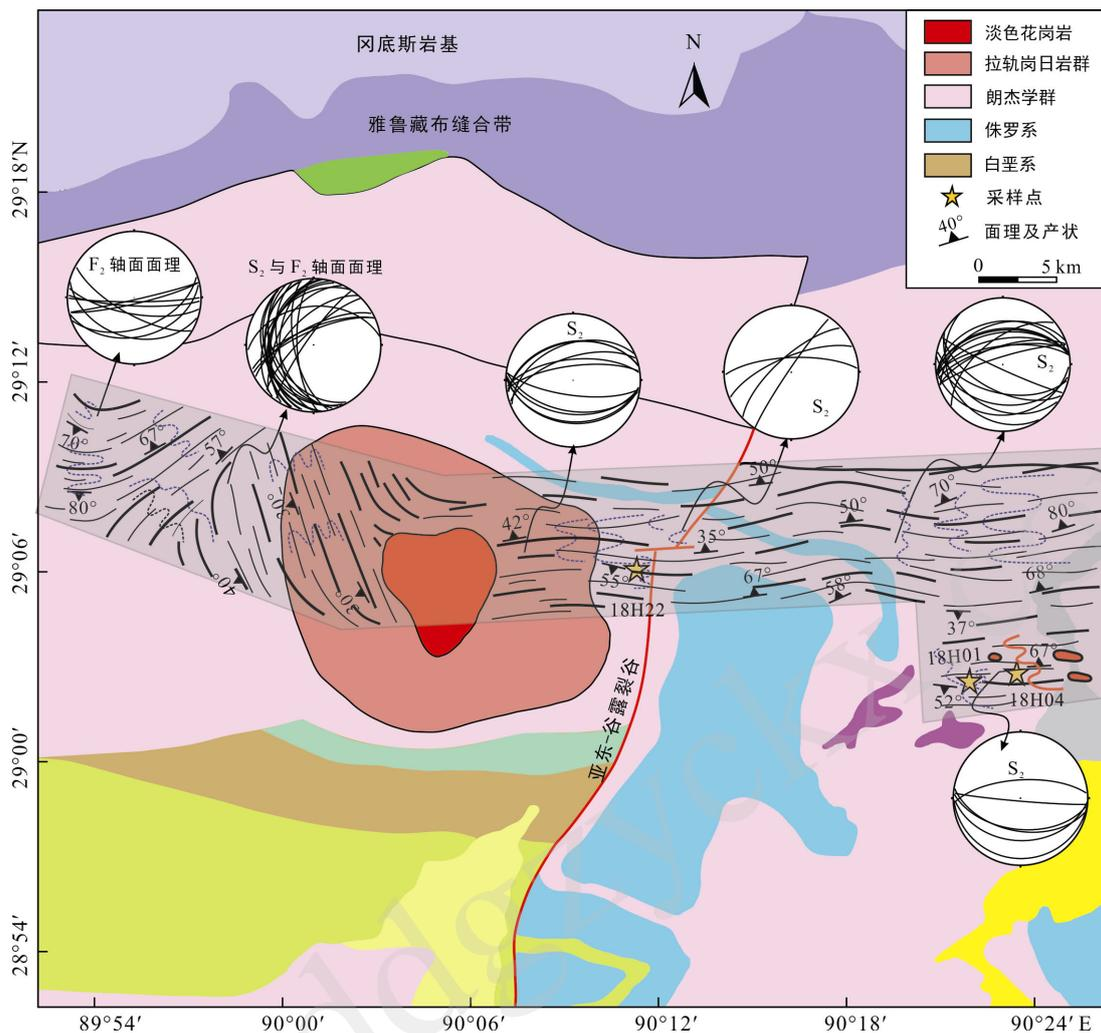 冈底斯岩基
雅鲁藏布缝合带
N
淡色花岗岩
拉轨岗日岩群
朗杰学群
侏罗系
白垩系
采样点
40°
面理及产状
0
5 km
29°18′N
29°12′
29°06′
29°00′
28°54′
F₂ 轴面面理
S₂ 与 F₂ 轴面面理
S₂
S₂
S₂
70°
67°
57°
80°
40°
30°
42°
55°
35°
50°
50°
70°
80°
67°
58°
68°
37°
67°
52°
18H22
18H01
18H04
S₂
亚东-谷露裂谷
ddgzyckx
89°54′
90°00′
90°06′
90°12′
90°18′
90°24′ E